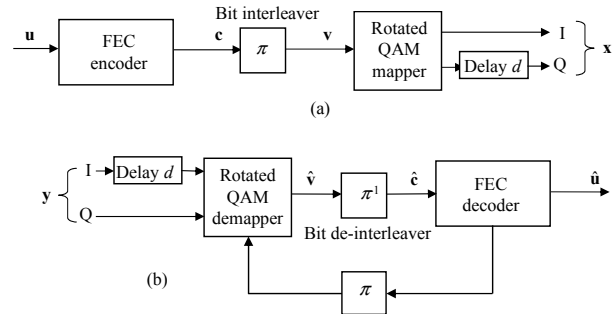 Bit interleaver
u
FEC
encoder
c
π
v
Rotated
QAM
mapper
I
Delay d
Q
x
(a)
y
I
Delay d
Q
Rotated
QAM
demapper
v̂
π¹
ĉ
FEC
decoder
û
Bit de-interleaver
(b)
π